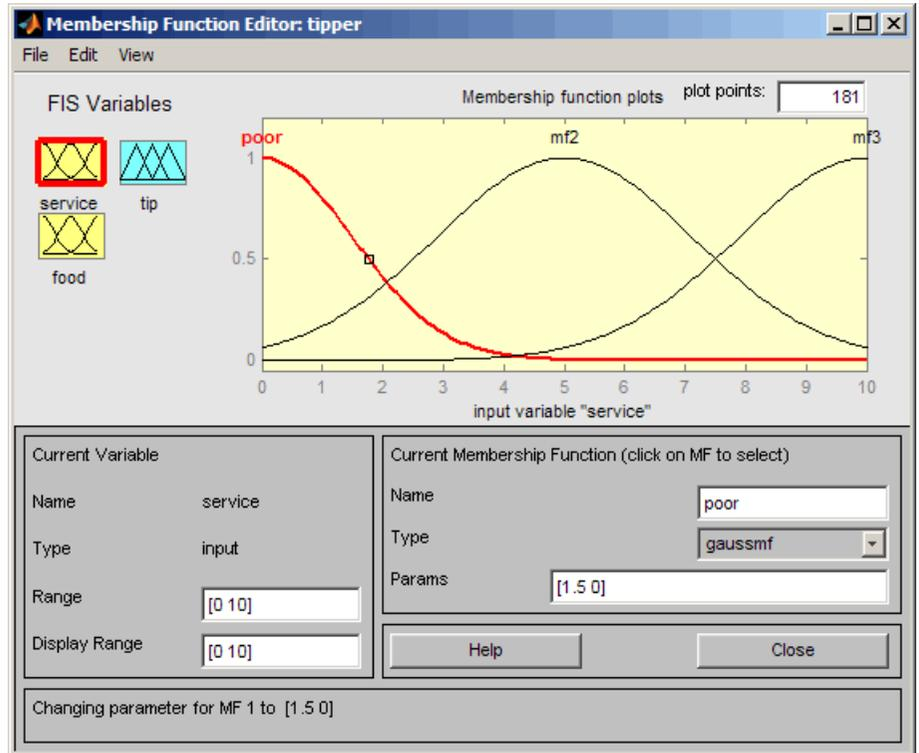 Membership Function Editor: tipper
File Edit View
FIS Variables
Membership function plots plot points: 181
service
tip
food
poor mf2 mf3
1
0.5
0
0 1 2 3 4 5 6 7 8 9 10
input variable "service"
Current Variable
Name service
Type input
Range [0 10]
Display Range [0 10]
Current Membership Function (click on MF to select)
Name poor
Type gaussmf
Params [1.5 0]
Help Close
Changing parameter for MF 1 to [1.5 0]